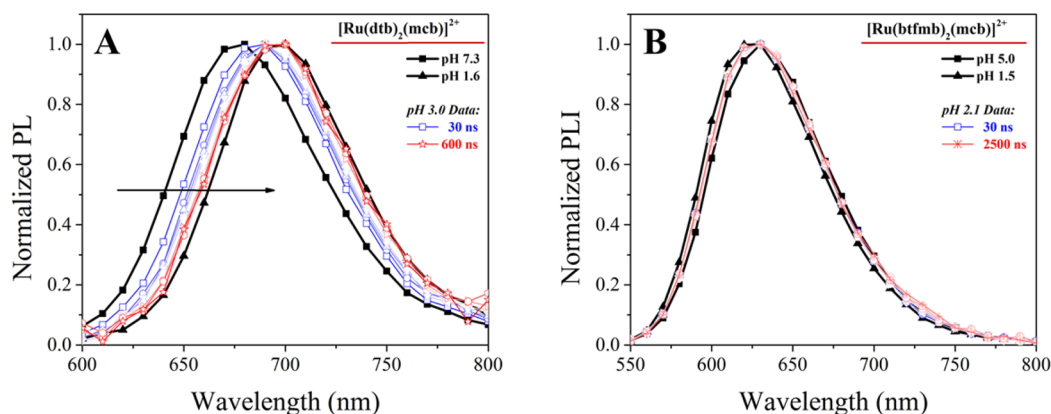 A
[Ru(dtb)₂(mcb)]²⁺
pH 7.3
pH 1.6
pH 3.0 Data:
30 ns
600 ns
Normalized PL
1.0
0.8
0.6
0.4
0.2
0.0
600 650 700 750 800
Wavelength (nm)
B
[Ru(btfmb)₂(mcb)]²⁺
pH 5.0
pH 1.5
pH 2.1 Data:
30 ns
2500 ns
Normalized PLI
1.0
0.8
0.6
0.4
0.2
0.0
550 600 650 700 750 800
Wavelength (nm)